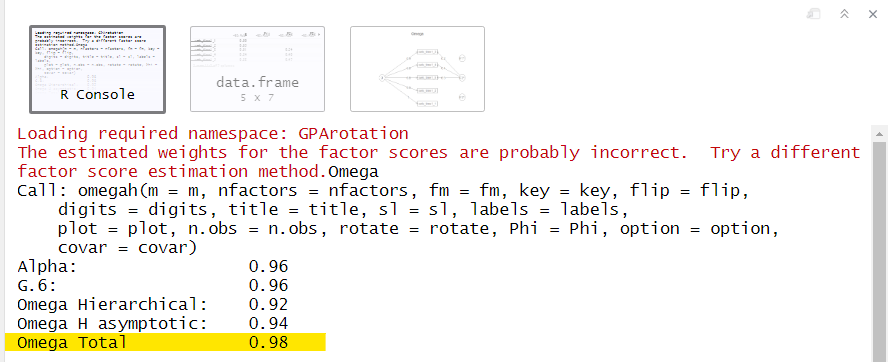 R Console
data.frame
5 x 7
Omega
Loading required namespace: GPArotation
The estimated weights for the factor scores are probably incorrect.  Try a different
factor score estimation method.Omega
Call: omegah(m = m, nfactors = nfactors, fm = fm, key = key, flip = flip,
    digits = digits, title = title, sl = sl, labels = labels,
    plot = plot, n.obs = n.obs, rotate = rotate, Phi = Phi, option = option,
    covar = covar)
Alpha:                 0.96
G.6:                   0.96
Omega Hierarchical:    0.92
Omega H asymptotic:    0.94
Omega Total            0.98